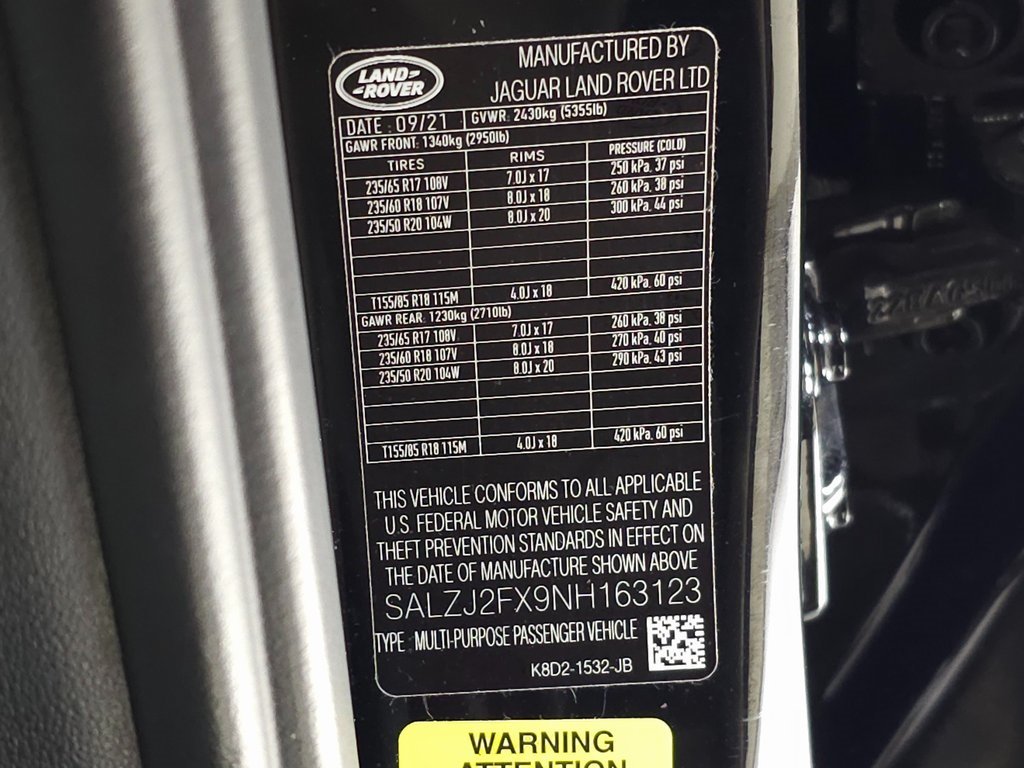 LAND-
-ROVER
MANUFACTURED BY
JAGUAR LAND ROVER LTD
DATE : 09/21 GVWR: 2430kg (5355lb)
GAWR FRONT: 1340kg (2950lb)
TIRES RIMS PRESSURE (COLD)
235/65 R17 108V 7.0J x 17 250 kPa, 37 psi
235/60 R18 107V 8.0J x 18 260 kPa, 38 psi
235/50 R20 104W 8.0J x 20 300 kPa, 44 psi
T155/85 R18 115M 4.0J x 18 420 kPa, 60 psi
GAWR REAR: 1230kg (2710lb)
235/65 R17 108V 7.0J x 17 260 kPa, 38 psi
235/60 R18 107V 8.0J x 18 270 kPa, 40 psi
235/50 R20 104W 8.0J x 20 290 kPa, 43 psi
T155/85 R18 115M 4.0J x 18 420 kPa, 60 psi
THIS VEHICLE CONFORMS TO ALL APPLICABLE
U.S. FEDERAL MOTOR VEHICLE SAFETY AND
THEFT PREVENTION STANDARDS IN EFFECT ON
THE DATE OF MANUFACTURE SHOWN ABOVE
SALZJ2FX9NH163123
TYPE : MULTI-PURPOSE PASSENGER VEHICLE
K8D2-1532-JB
WARNING
ATTENTION